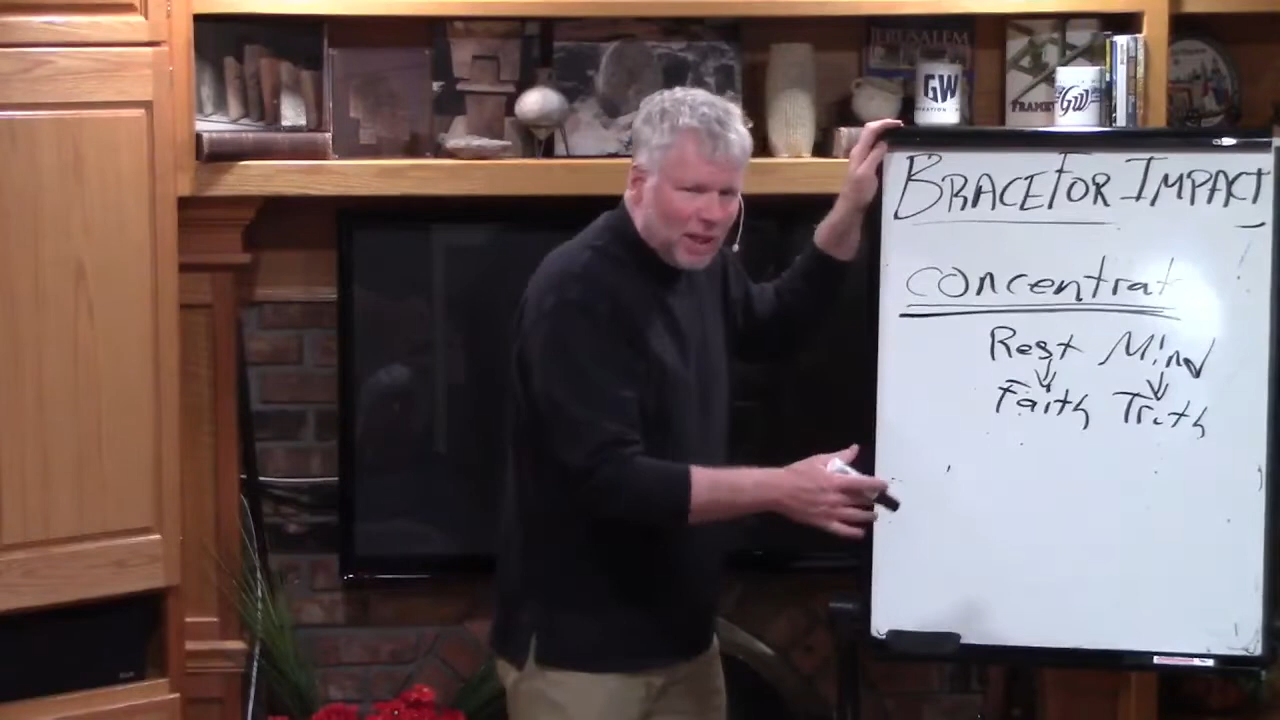 JERUSALEM
GW
GW
BRACE FOR IMPACT
concentrat
Rest Mind
Faith Truth